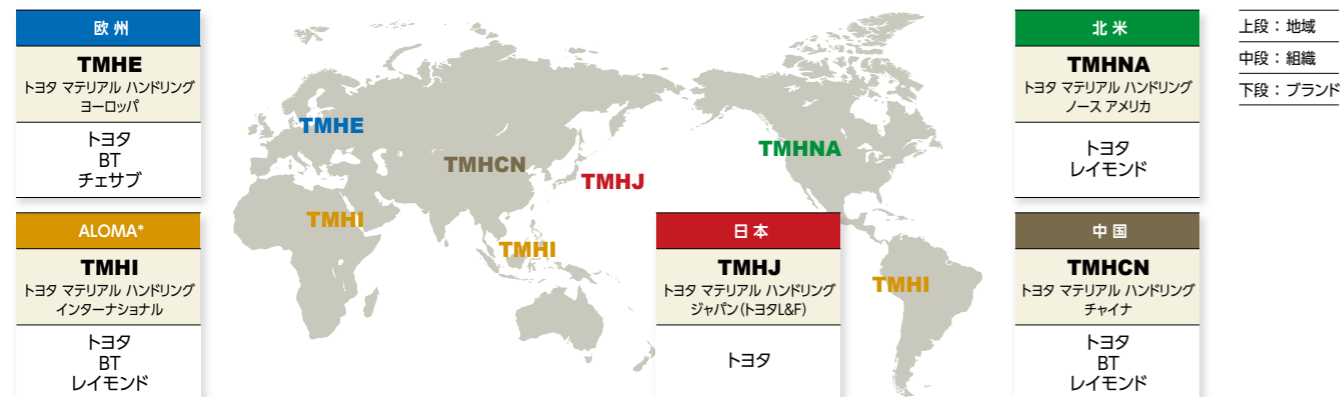 欧州
TMHE
トヨタ マテリアル ハンドリング
ヨーロッパ
トヨタ
BT
チェサブ
ALOMA*
TMHI
トヨタ マテリアル ハンドリング
インターナショナル
トヨタ
BT
レイモンド
TMHE
TMHCN
TMHJ
TMHNA
TMHI
TMHI
TMHI
日本
TMHJ
トヨタ マテリアル ハンドリング
ジャパン(トヨタL&F)
トヨタ
北米
TMHNA
トヨタ マテリアル ハンドリング
ノース アメリカ
トヨタ
レイモンド
中国
TMHCN
トヨタ マテリアル ハンドリング
チャイナ
トヨタ
BT
レイモンド
上段:地域
中段:組織
下段:ブランド